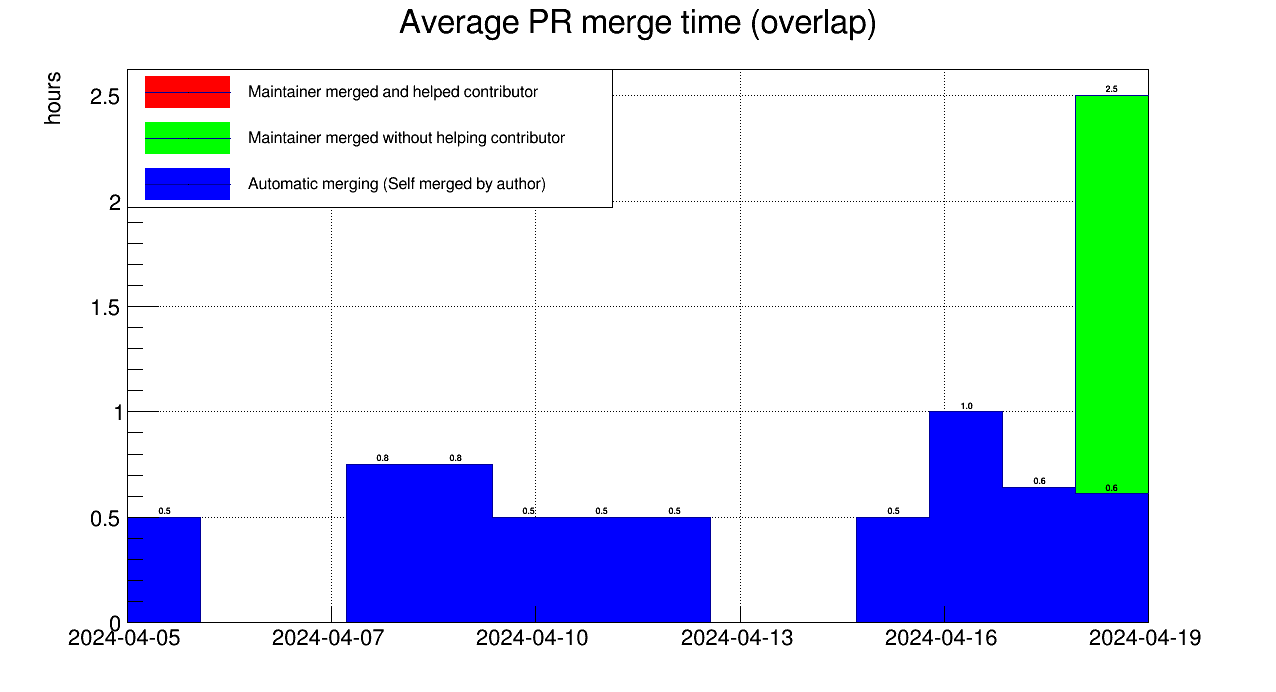 Average PR merge time (overlap)
hours
Maintainer merged and helped contributor
Maintainer merged without helping contributor
Automatic merging (Self merged by author)
2.5
2
1.5
1
0.5
0
2.5
1.0
0.8 0.8
0.6
0.6
0.5 0.5 0.5 0.5 0.5
2024-04-05 2024-04-07 2024-04-10 2024-04-13 2024-04-16 2024-04-19